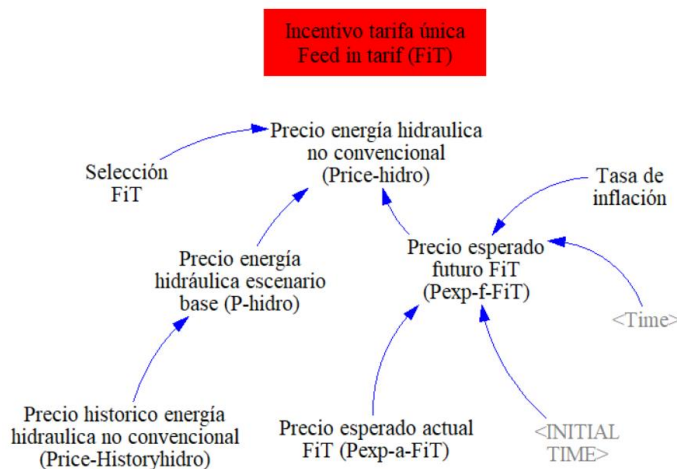 Incentivo tarifa única
Feed in tarif (FiT)
Precio energía hidraulica
no convencional
(Price-hidro)
Selección
FiT
Tasa de
inflación
Precio energía
hidráulica escenario
base (P-hidro)
Precio esperado
futuro FiT
(Pexp-f-FiT)
<Time>
Precio historico energía
hidraulica no convencional
(Price-Historyhidro)
Precio esperado actual
FiT (Pexp-a-FiT)
<INITIAL
TIME>